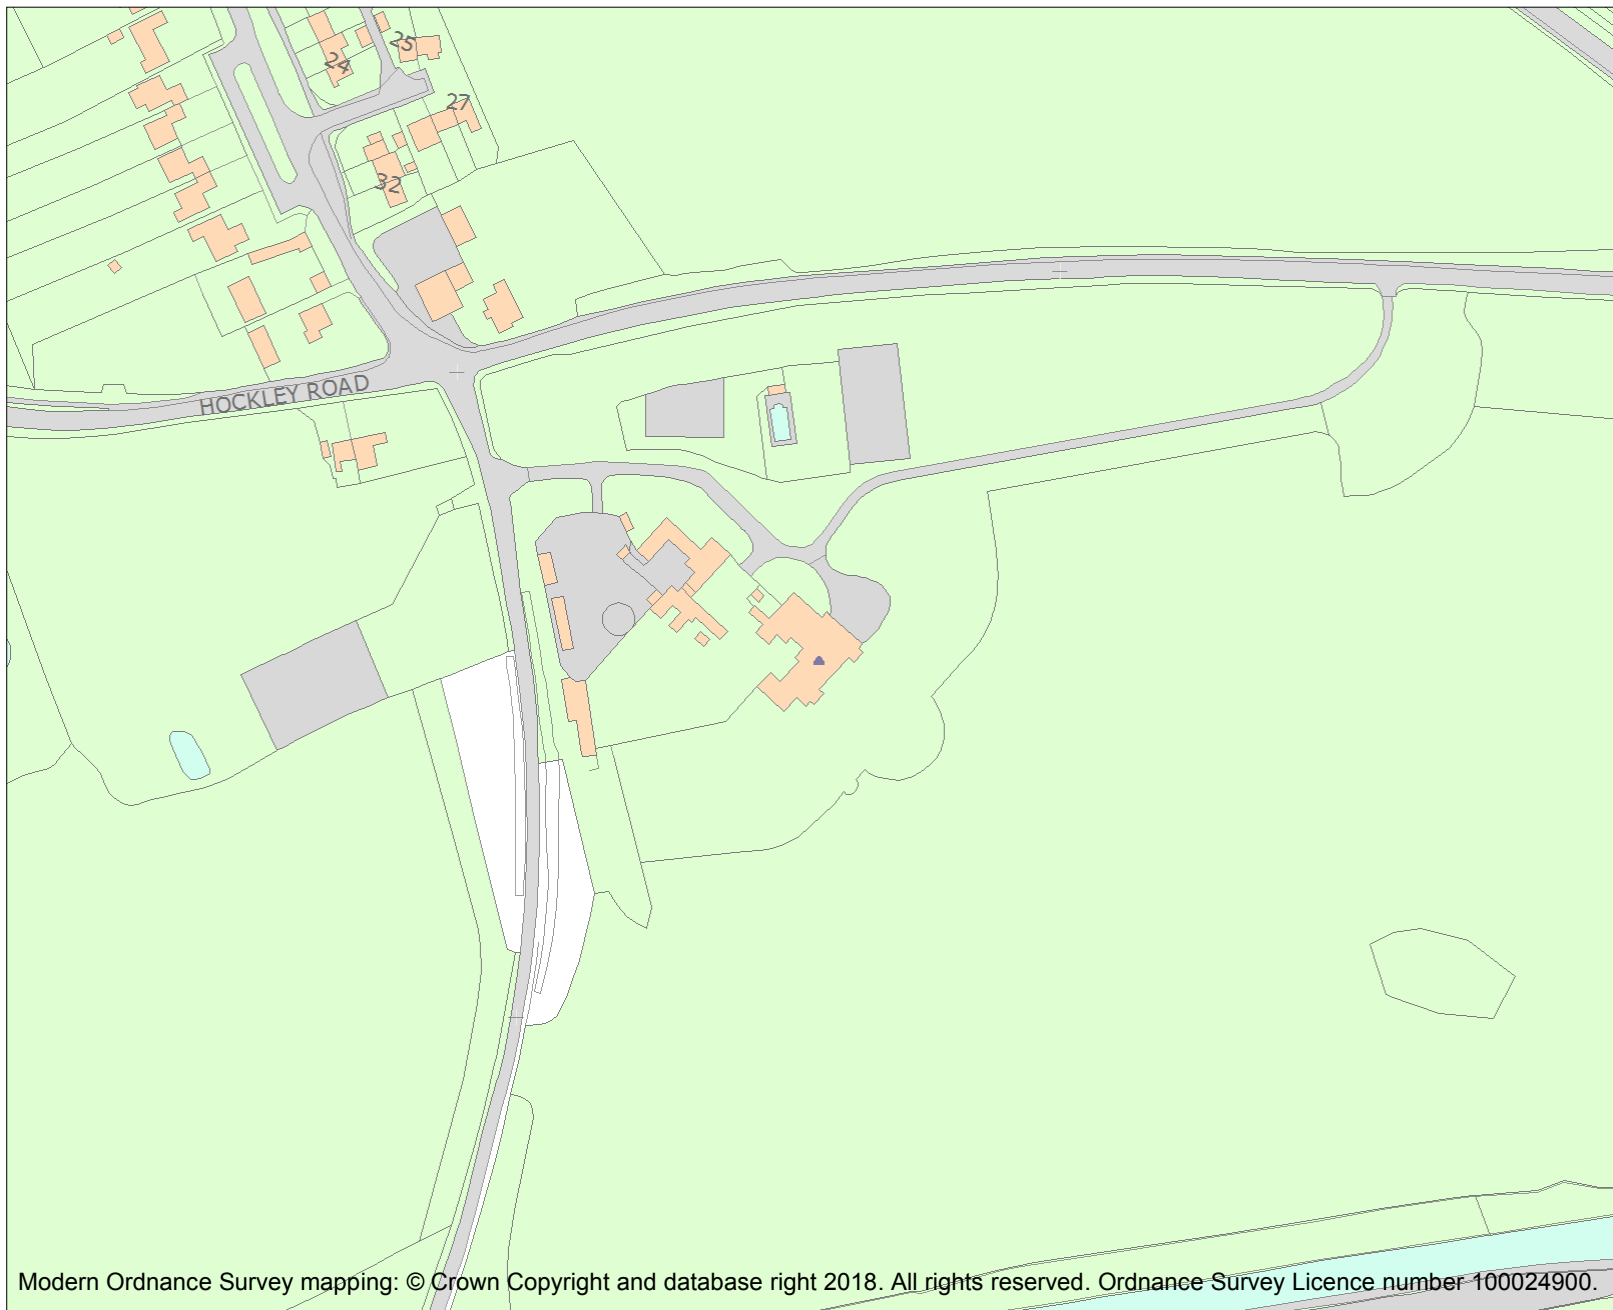 25
24
27
32
HOCKLEY ROAD
Modern Ordnance Survey mapping: © Crown Copyright and database right 2018. All rights reserved. Ordnance Survey Licence number 100024900.